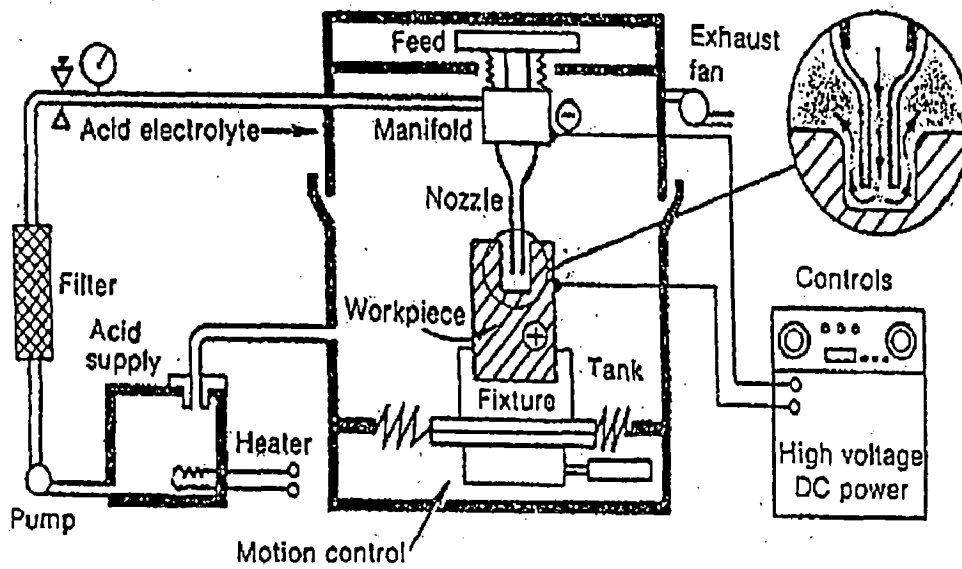 Feed
Exhaust
fan
Acid electrolyte
Manifold
Nozzle
Filter
Controls
Workpiece
Acid
supply
Tank
Fixture
Heater
High voltage
DC power
Pump
Motion control